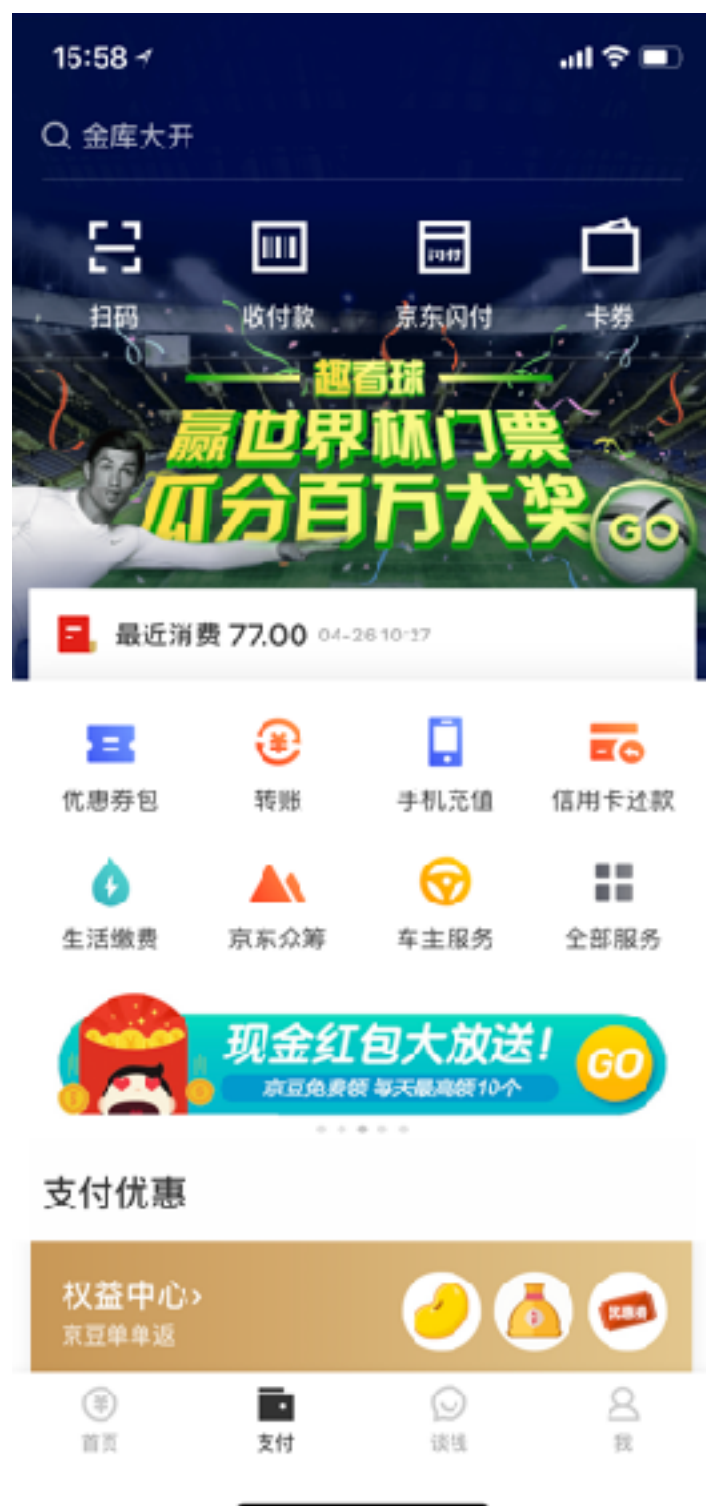 15:58
金库大开
扫码 收付款 京东闪付 卡券
趣看球
赢世界杯门票
瓜分百万大奖
GO
最近消费 77.00
优惠券包 转账 手机充值 信用卡还款
生活缴费 京东众筹 车主服务 全部服务
现金红包大放送!
GO
京豆免费领 每天最高领10个
支付优惠
权益中心›
京豆单单返
优惠券
首页 支付 谈钱 我